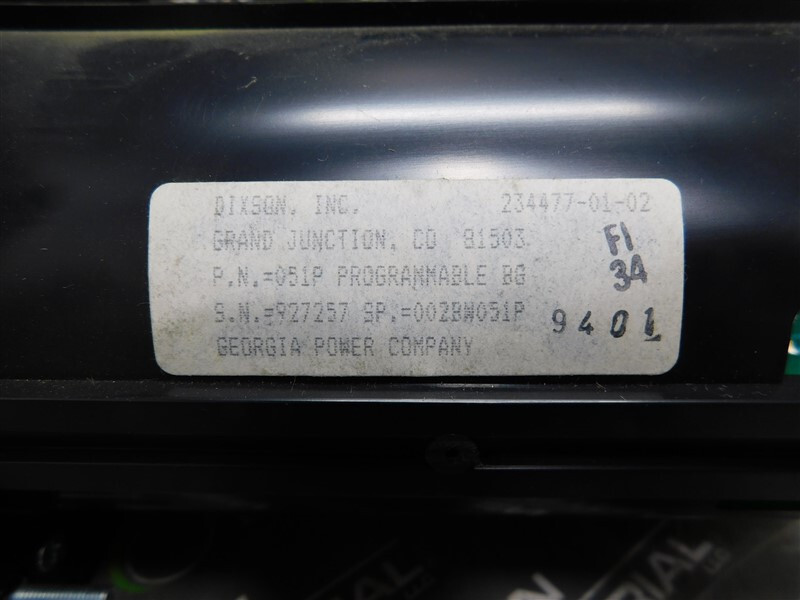 DIXSON, INC. 234477-01-02
GRAND JUNCTION, CO 81503 FI
P.N.=051P PROGRAMMABLE BG 34
S.N.=927257 SP.=002BW051P 9401
GEORGIA POWER COMPANY